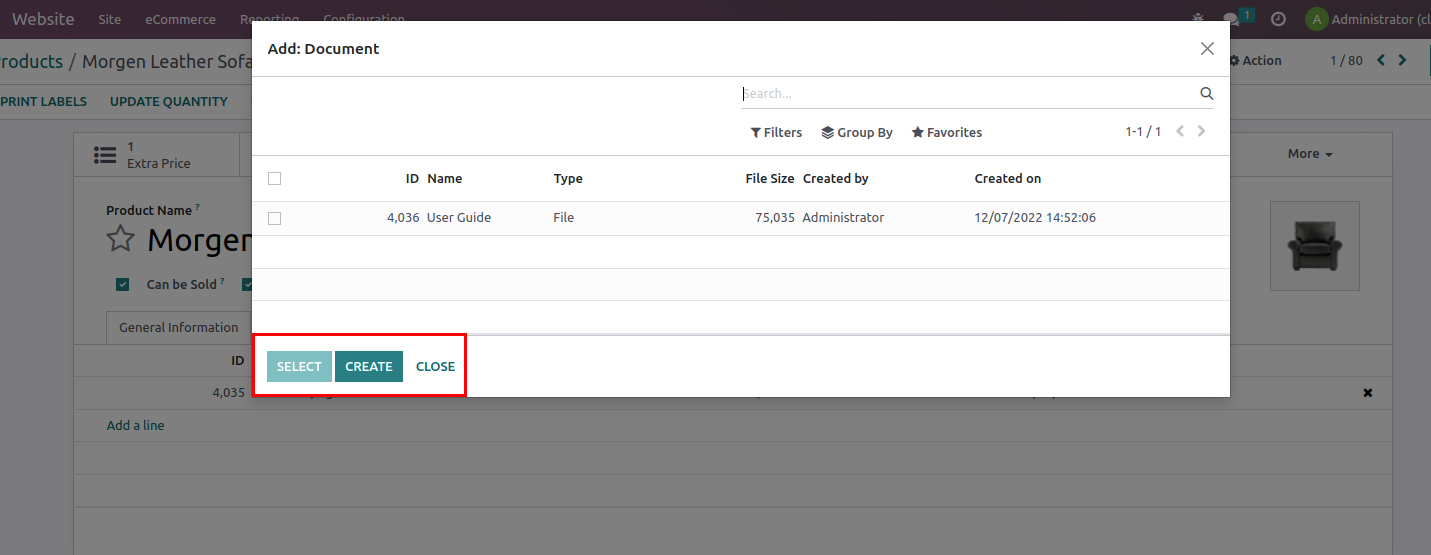 Website Site eCommerce Reporting Configuration 1 A Administrator (cl
Add: Document
roducts / Morgen Leather Sofa
Action 1 / 80
Search...
PRINT LABELS UPDATE QUANTITY
Filters Group By Favorites 1-1 / 1
1
Extra Price
More
ID Name Type File Size Created by Created on
Product Name ?
4,036 User Guide File 75,035 Administrator 12/07/2022 14:52:06
Morgen
Can be Sold ?
General Information
ID
SELECT CREATE CLOSE
4,035
Add a line